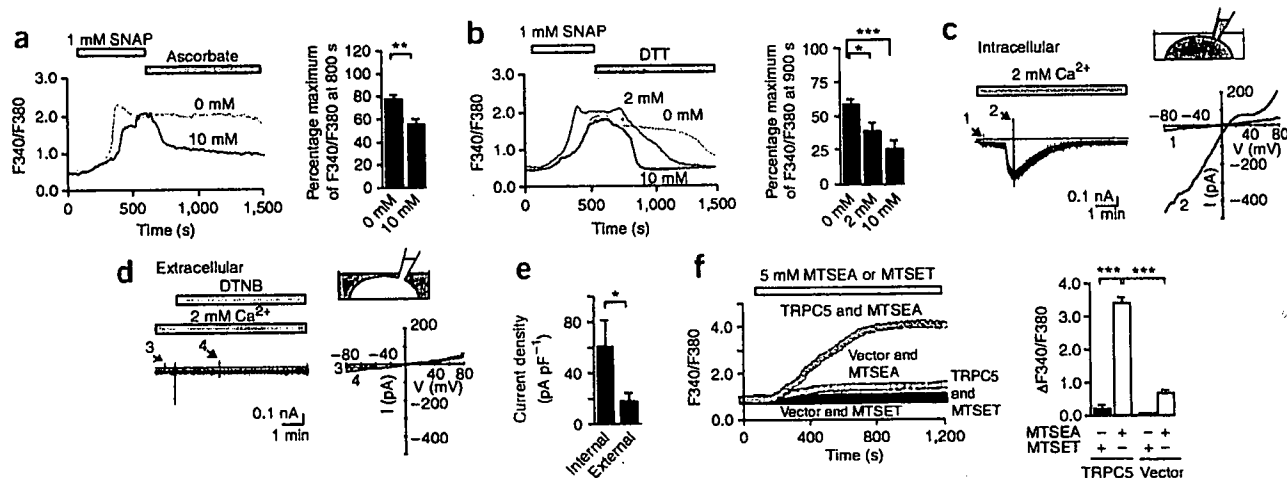 a
1 mM SNAP
Ascorbate
F340/F380
3.0
2.0
1.0
0.0
0 mM
10 mM
0
500
1,000
1,500
Time (s)
Percentage maximum
of F340/F380 at 800 s
120
100
80
60
40
20
0
**
0 mM
10 mM
b
1 mM SNAP
DTT
F340/F380
3.0
2.0
1.0
0.0
2 mM
0 mM
10 mM
0
500
1,000
1,500
Time (s)
Percentage maximum
of F340/F380 at 900 s
100
75
50
25
0
***
*
0 mM
2 mM
10 mM
c
Intracellular
2 mM Ca2+
1
2
0.1 nA
1 min
200
−80 −40
40 80
V (mV)
1
2
−200
−400
I (pA)
d
Extracellular
DTNB
2 mM Ca2+
3
4
0.1 nA
1 min
200
−80 −40
3
4
40 80
V (mV)
−200
−400
I (pA)
e
Current density
(pA pF−1)
80
40
0
*
Internal
External
f
5 mM MTSEA or MTSET
F340/F380
4.0
2.0
0
TRPC5 and MTSEA
Vector and
MTSEA
TRPC5
and
MTSET
Vector and MTSET
0
400
800
1,200
Time (s)
ΔF340/F380
4.0
3.0
2.0
1.0
0.0
*** ***
MTSEA − + − +
MTSET + − + −
TRPC5 Vector